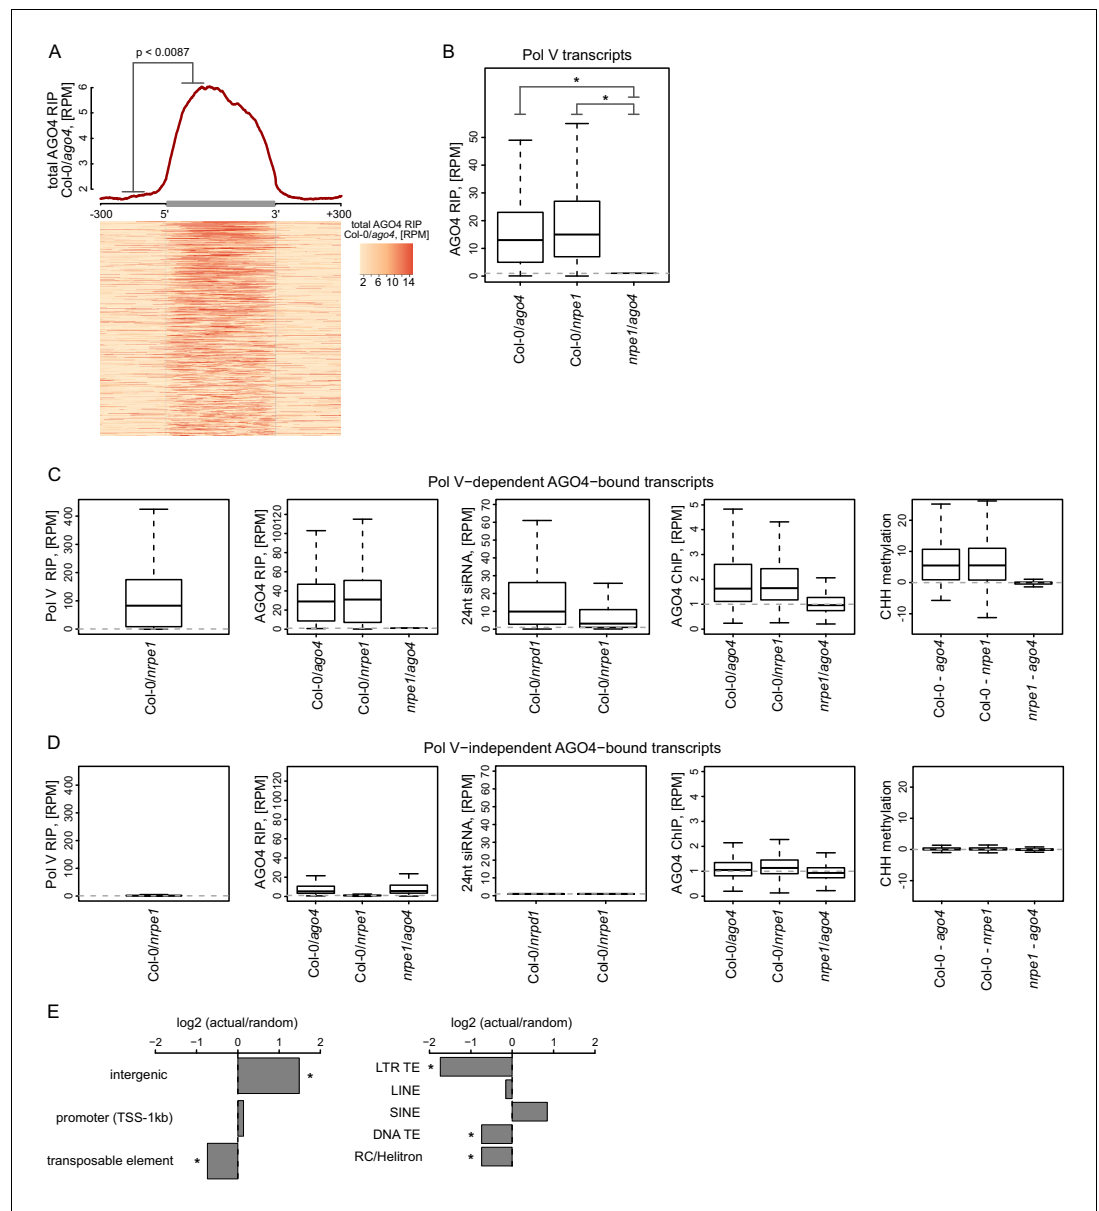 A
p < 0.0087
total AGO4 RIP
Col-0/ago4, [RPM]
2 3 4 5 6
-300 5' 3' +300
total AGO4 RIP
Col-0/ago4, [RPM]
2 6 10 14
B
Pol V transcripts
*
*
AGO4 RIP, [RPM]
0 10 20 30 40 50
Col-0/ago4
Col-0/nrpe1
nrpe1/ago4
C
Pol V−dependent AGO4−bound transcripts
Pol V RIP, [RPM]
0 100 200 300 400
Col-0/nrpe1
AGO4 RIP, [RPM]
0 20 40 60 80 100 120
Col-0/ago4
Col-0/nrpe1
nrpe1/ago4
24nt siRNA, [RPM]
0 10 20 30 40 50 60 70
Col-0/nrpd1
Col-0/nrpe1
AGO4 ChIP, [RPM]
0 1 2 3 4 5
Col-0/ago4
Col-0/nrpe1
nrpe1/ago4
CHH methylation
-10 0 10 20
Col-0 - ago4
Col-0 - nrpe1
nrpe1 - ago4
D
Pol V−independent AGO4−bound transcripts
Pol V RIP, [RPM]
0 100 200 300 400
Col-0/nrpe1
AGO4 RIP, [RPM]
0 20 40 60 80 100 120
Col-0/ago4
Col-0/nrpe1
nrpe1/ago4
24nt siRNA, [RPM]
0 10 20 30 40 50 60 70
Col-0/nrpd1
Col-0/nrpe1
AGO4 ChIP, [RPM]
0 1 2 3 4 5
Col-0/ago4
Col-0/nrpe1
nrpe1/ago4
CHH methylation
-10 0 10 20
Col-0 - ago4
Col-0 - nrpe1
nrpe1 - ago4
E
log2 (actual/random)
−2 −1 0 1 2
intergenic *
promoter (TSS-1kb)
transposable element *
log2 (actual/random)
−2 −1 0 1 2
LTR TE *
LINE
SINE
DNA TE *
RC/Helitron *